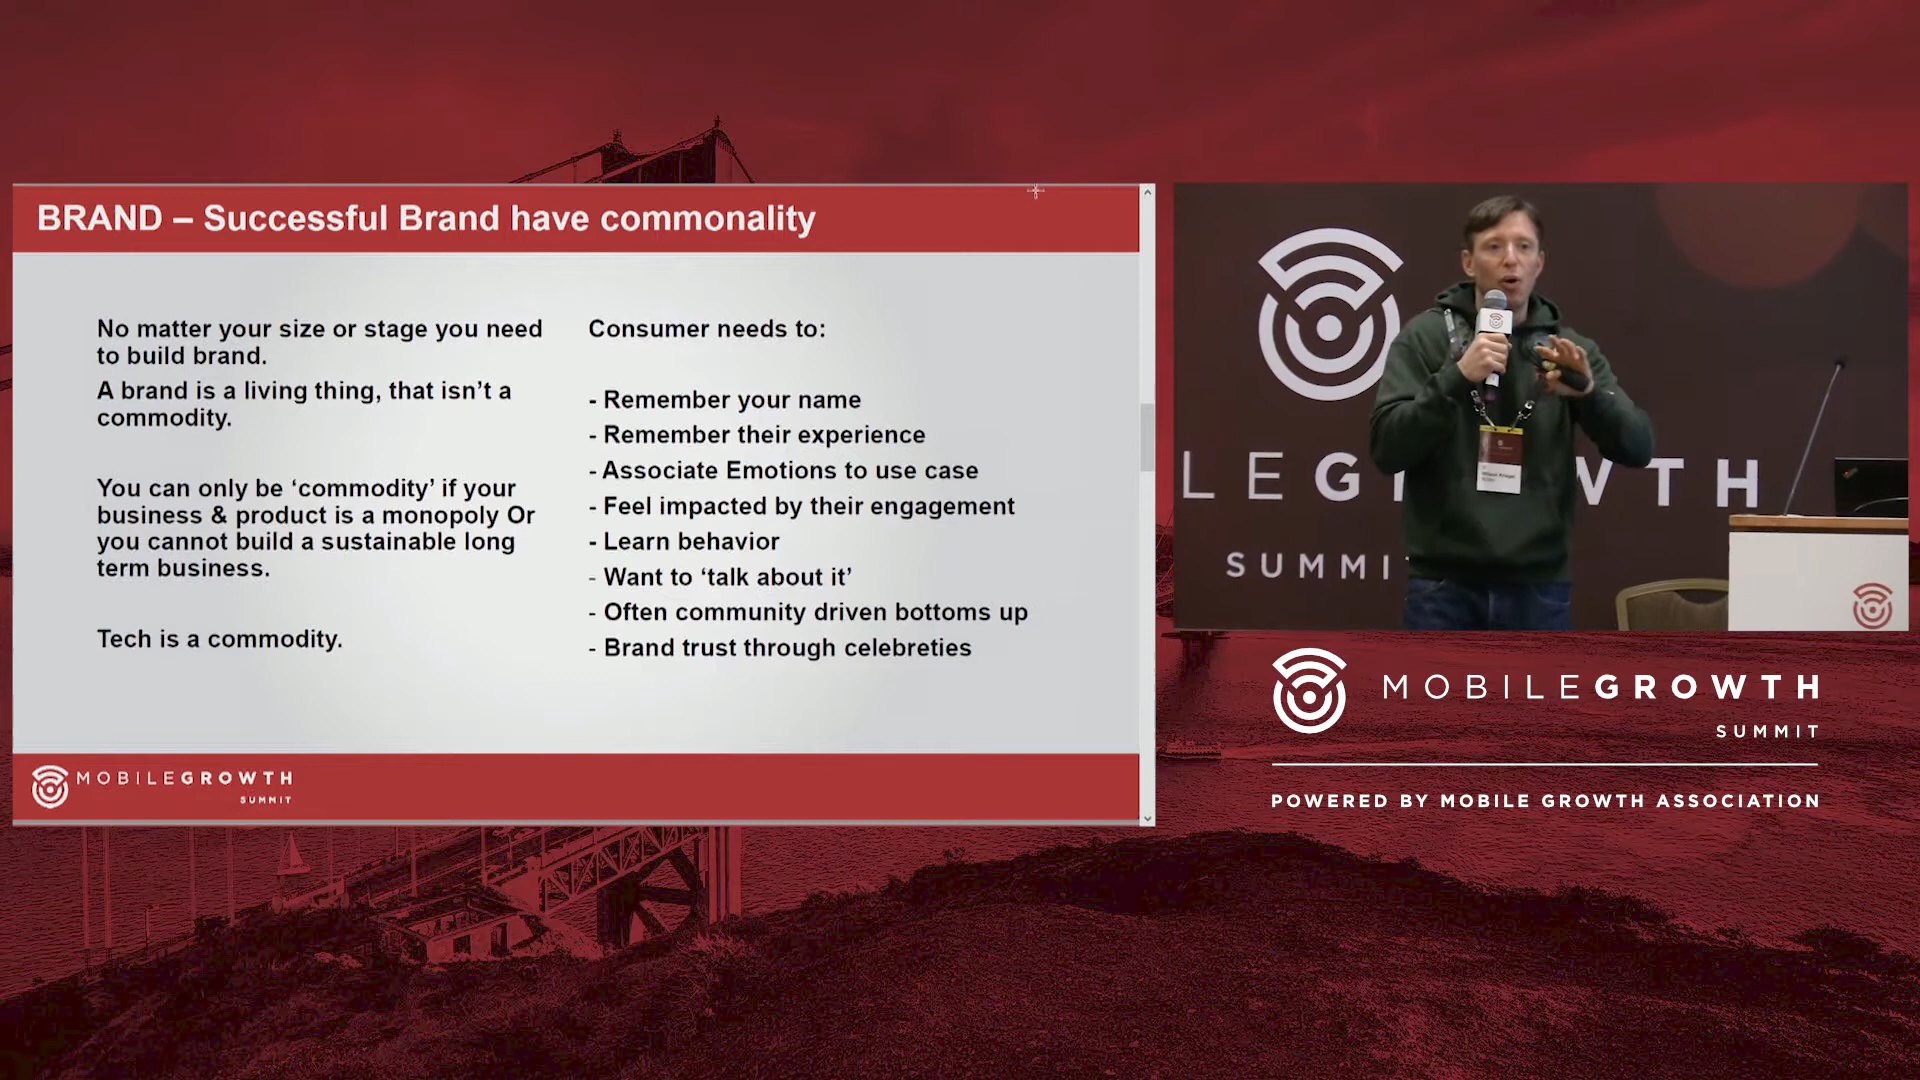 BRAND – Successful Brand have commonality
No matter your size or stage you need
to build brand.
A brand is a living thing, that isn’t a
commodity.
You can only be ‘commodity’ if your
business & product is a monopoly Or
you cannot build a sustainable long
term business.
Tech is a commodity.
Consumer needs to:
- Remember your name
- Remember their experience
- Associate Emotions to use case
- Feel impacted by their engagement
- Learn behavior
- Want to ‘talk about it’
- Often community driven bottoms up
- Brand trust through celebreties
MOBILEGROWTH
SUMMIT
LEG WTH
SUMMI
MOBILEGROWTH
SUMMIT
POWERED BY MOBILE GROWTH ASSOCIATION